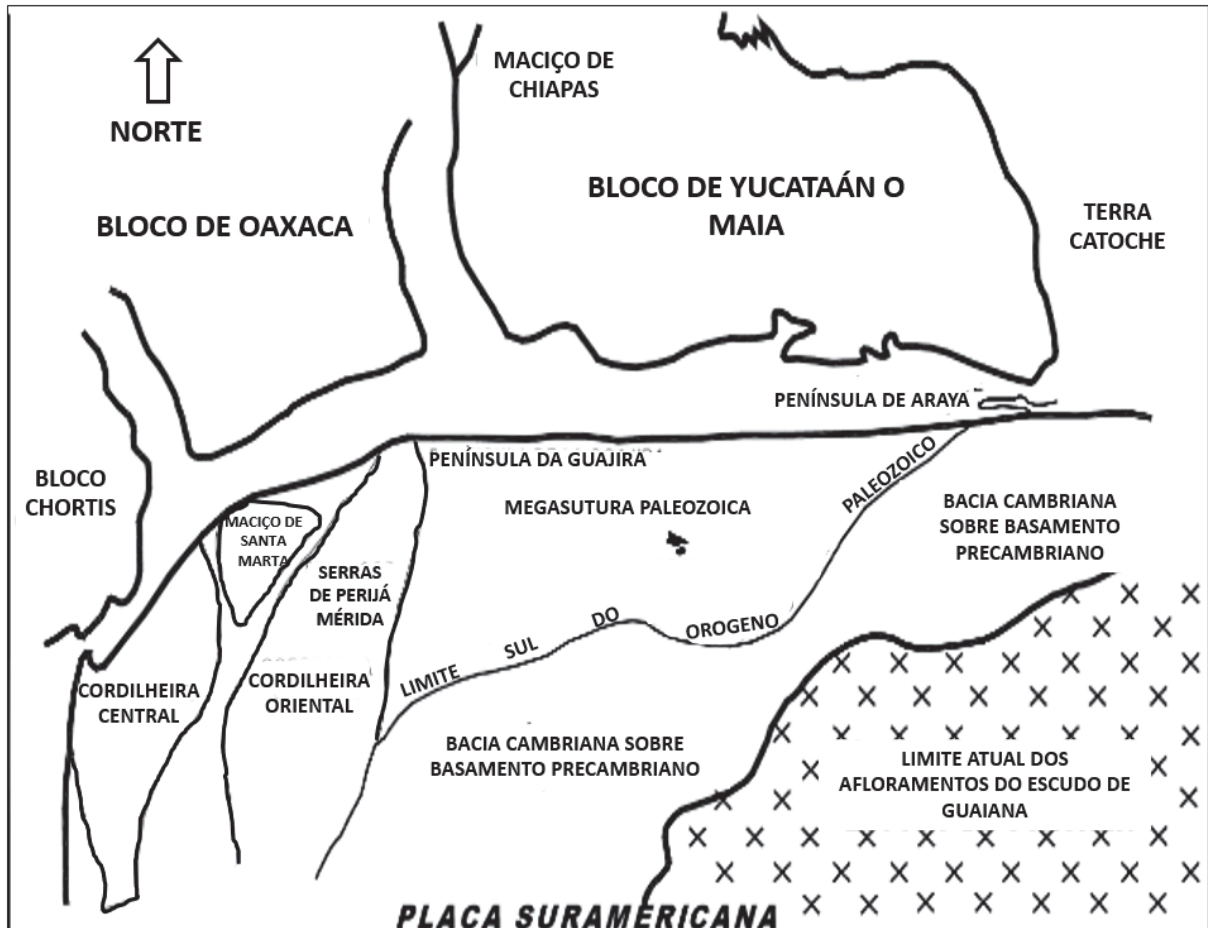 NORTE
MACIÇO DE
CHIAPAS
BLOCO DE OAXACA
BLOCO DE YUCATAÁN O
MAIA
TERRA
CATOCHE
PENÍNSULA DE ARAYA
BLOCO
CHORTIS
PENÍNSULA DA GUAJIRA
MEGASUTURA PALEOZOICA
MACIÇO DE
SANTA
MARTA
SERRAS
DE PERIJÁ
MÉRIDA
BACIA CAMBRIANA
SOBRE BASAMENTO
PRECAMBRIANO
LIMITE SUL DO OROGENO PALEOZOICO
CORDILHEIRA
CENTRAL
CORDILHEIRA
ORIENTAL
BACIA CAMBRIANA SOBRE
BASAMENTO PRECAMBRIANO
LIMITE ATUAL DOS
AFLORAMENTOS DO ESCUDO DE
GUAIANA
PLACA SURAMERICANA